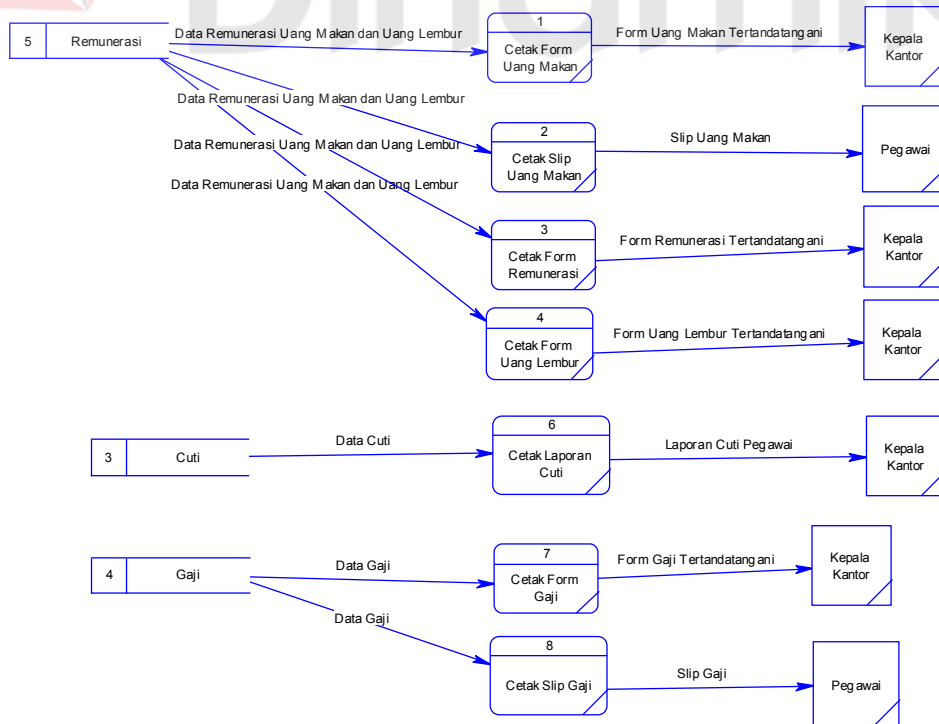 5 Remunerasi
Data Remunerasi Uang Makan dan Uang Lembur
1
Cetak Form
Uang Makan
Form Uang Makan Tertandatangani
Kepala
Kantor
Data Remunerasi Uang Makan dan Uang Lembur
2
Cetak Slip
Uang Makan
Slip Uang Makan
Pegawai
Data Remunerasi Uang Makan dan Uang Lembur
3
Cetak Form
Remunerasi
Form Remunerasi Tertandatangani
Kepala
Kantor
Data Remunerasi Uang Makan dan Uang Lembur
4
Cetak Form
Uang Lembur
Form Uang Lembur Tertandatangani
Kepala
Kantor
3 Cuti
Data Cuti
6
Cetak Laporan
Cuti
Laporan Cuti Pegawai
Kepala
Kantor
4 Gaji
Data Gaji
7
Cetak Form
Gaji
Form Gaji Tertandatangani
Kepala
Kantor
Data Gaji
8
Cetak Slip Gaji
Slip Gaji
Pegawai